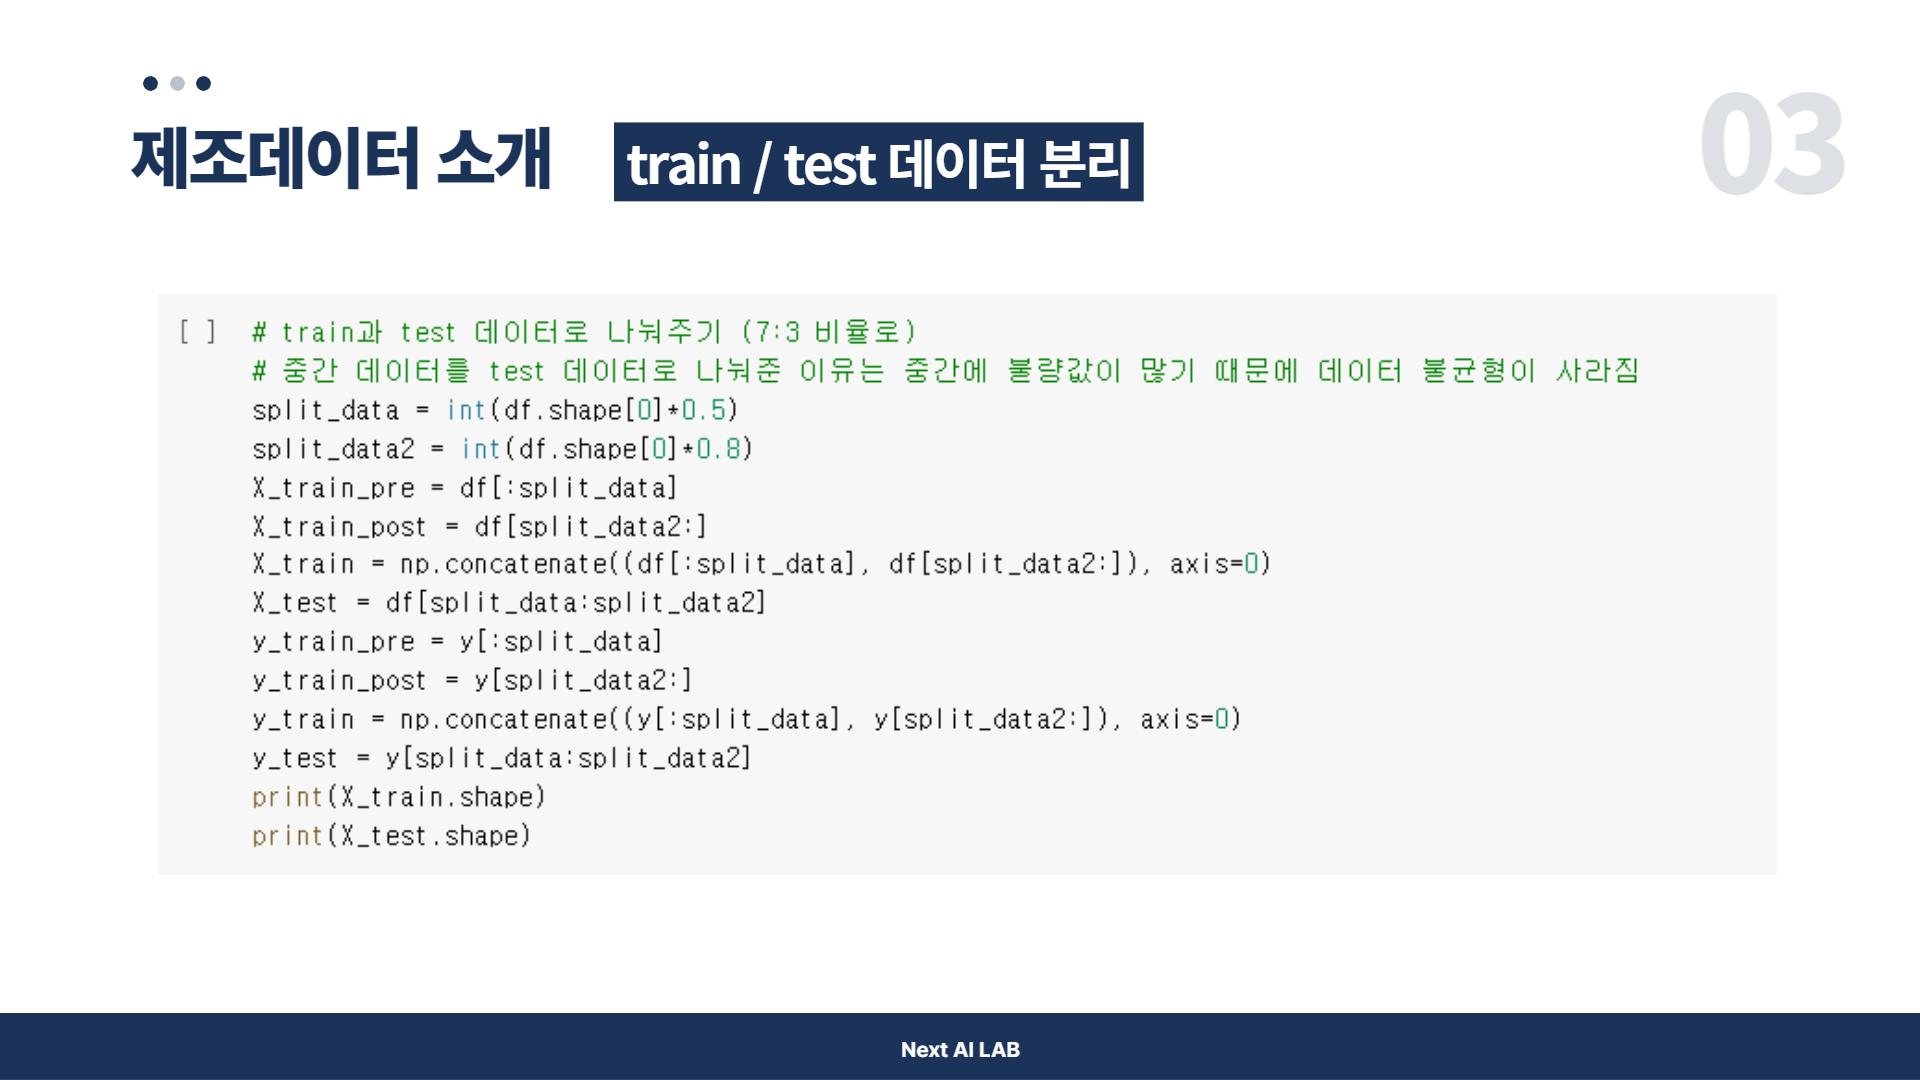 제조데이터 소개
train / test 데이터 분리
03
[ ] # train과 test 데이터로 나눠주기 (7:3 비율로)
# 중간 데이터를 test 데이터로 나눠준 이유는 중간에 불량값이 많기 때문에 데이터 불균형이 사라짐
split_data = int(df.shape[0]*0.5)
split_data2 = int(df.shape[0]*0.8)
X_train_pre = df[:split_data]
X_train_post = df[split_data2:]
X_train = np.concatenate((df[:split_data], df[split_data2:]), axis=0)
X_test = df[split_data:split_data2]
y_train_pre = y[:split_data]
y_train_post = y[split_data2:]
y_train = np.concatenate((y[:split_data], y[split_data2:]), axis=0)
y_test = y[split_data:split_data2]
print(X_train.shape)
print(X_test.shape)
Next AI LAB